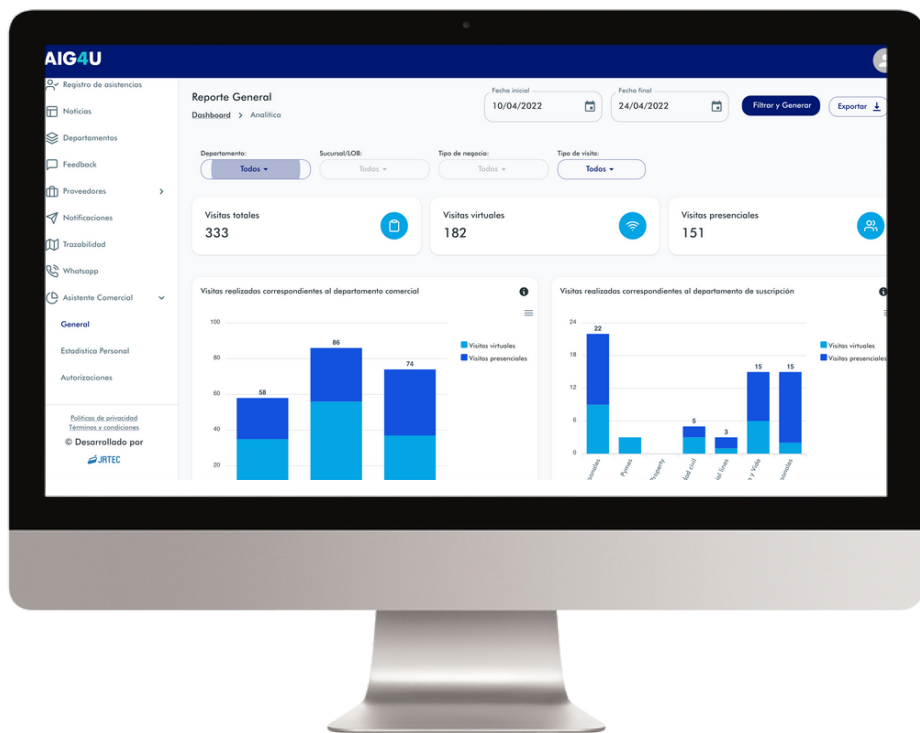 AIG4U
Registro de asistencias
Noticias
Departamentos
Feedback
Proveedores
Notificaciones
Trazabilidad
Whatsapp
Asistente Comercial
General
Estadistica Personal
Autorizaciones
Politicas de privacidad
Términos y condiciones
© Desarrollado por
JRTEC
Reporte General
Dashboard > Analitica
Fecha inicial
10/04/2022
Fecha final
24/04/2022
Filtrar y Generar
Exportar
Departamento:
Todos
Sucursal/LOB:
Todos
Tipo de negocio:
Todos
Tipo de visita:
Todos
Visitas totales
333
Visitas virtuales
182
Visitas presenciales
151
Visitas realizadas correspondientes al departamento comercial
100
80
60
40
20
58
86
74
Visitas virtuales
Visitas presenciales
Visitas realizadas correspondientes al departamento de suscripción
24
18
12
6
0
22
5
3
15
15
Visitas virtuales
Visitas presenciales
Pymes
Property